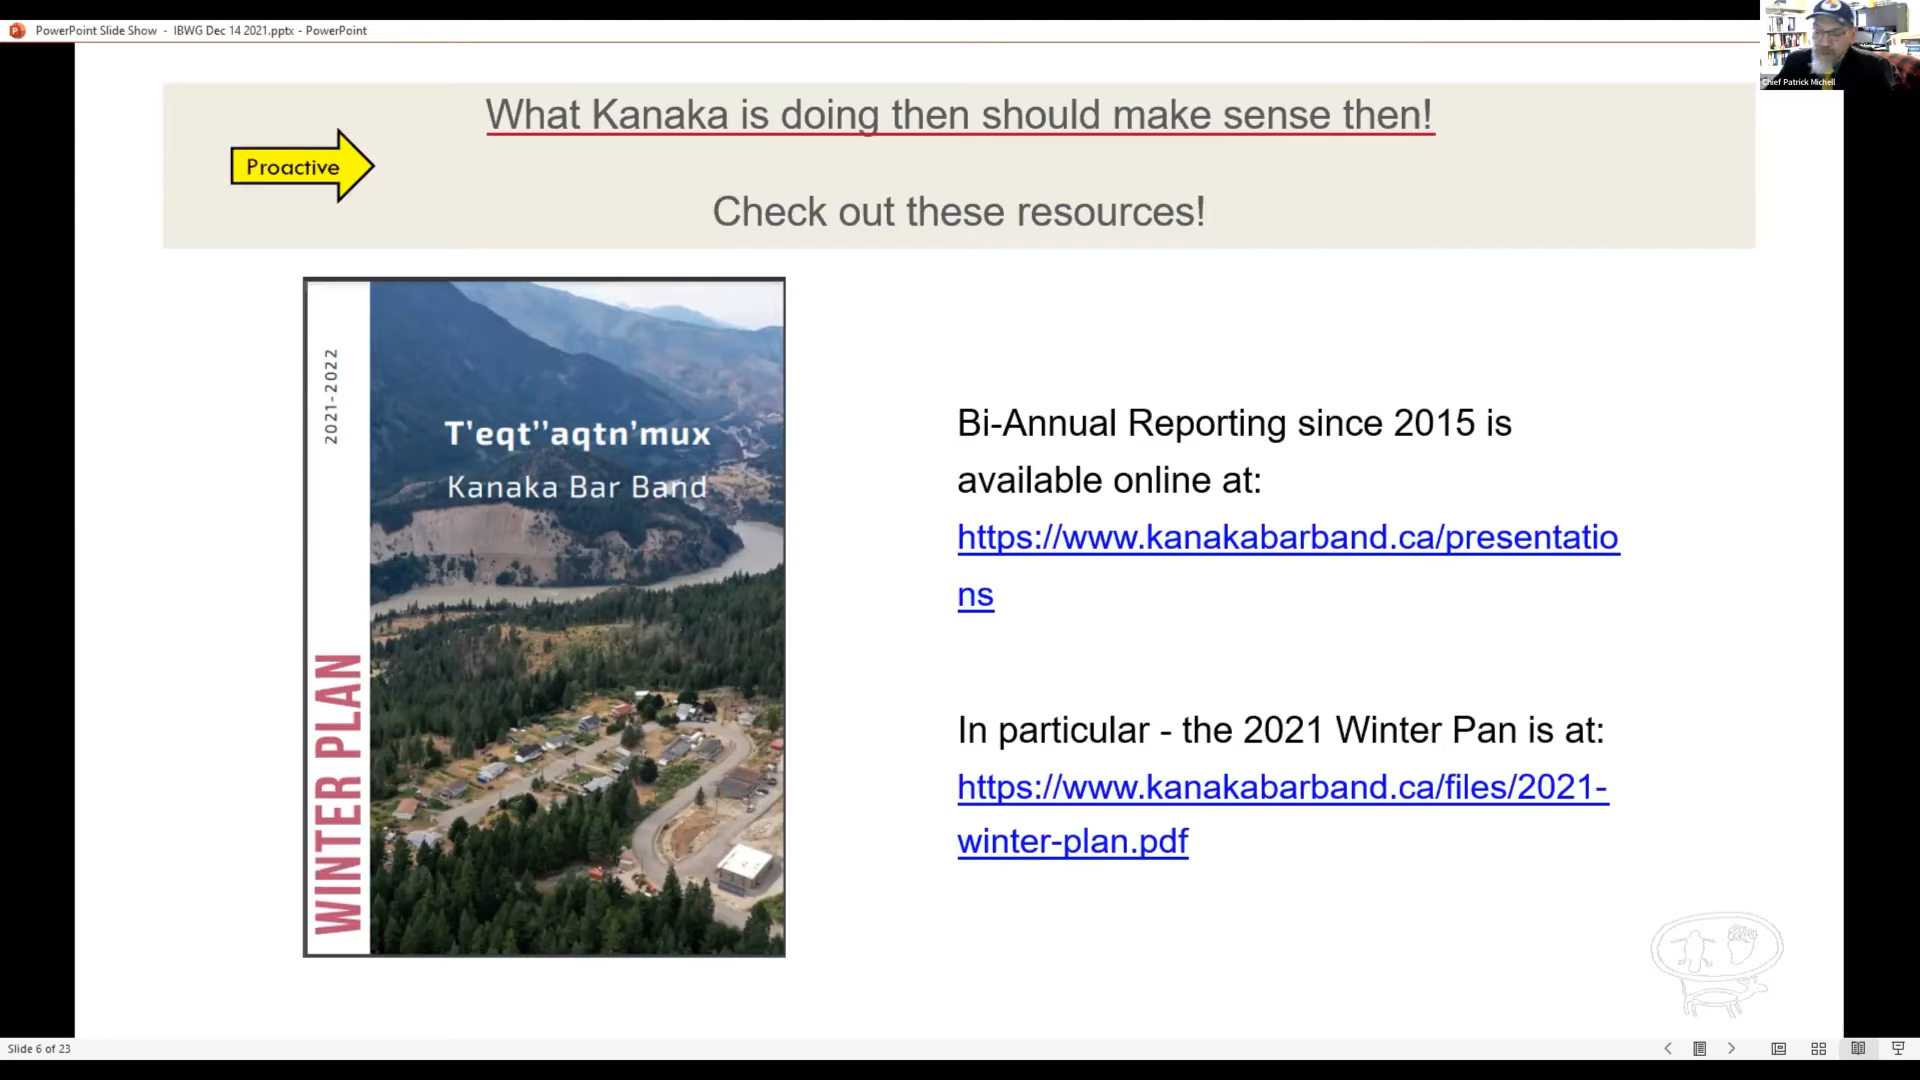 PowerPoint Slide Show - IBWG Dec 14 2021.pptx - PowerPoint
Chief Patrick Michell
What Kanaka is doing then should make sense then!
Proactive
Check out these resources!
2021-2022
T'eqt''aqtn'mux
Kanaka Bar Band
WINTER PLAN
Bi-Annual Reporting since 2015 is
available online at:
https://www.kanakabarband.ca/presentatio
ns
In particular - the 2021 Winter Pan is at:
https://www.kanakabarband.ca/files/2021-
winter-plan.pdf
Slide 6 of 23